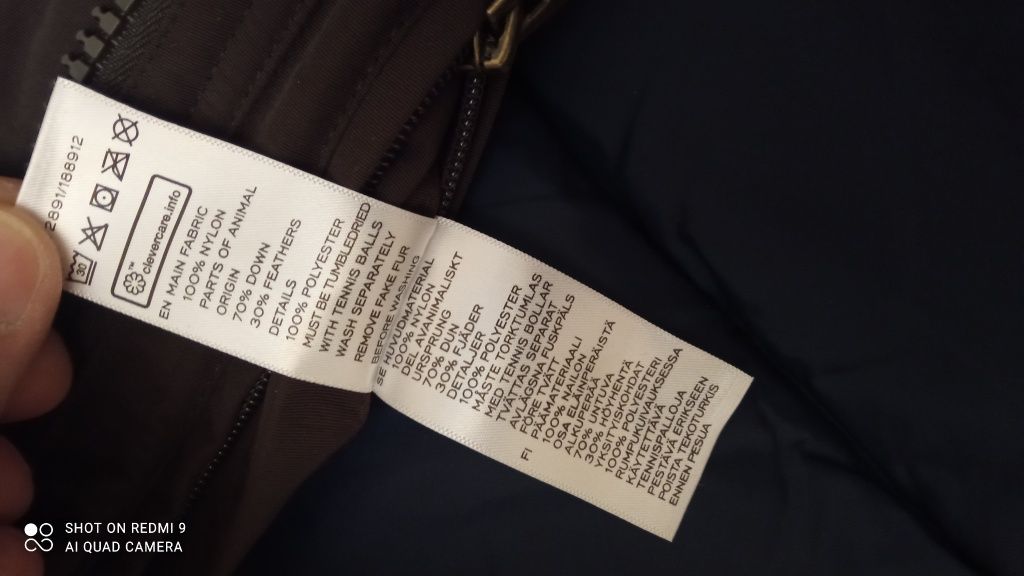 2891/188912
30
clevercare.info
EN MAIN FABRIC
100% NYLON
PARTS OF ANIMAL
ORIGIN
70% DOWN
30% FEATHERS
DETAILS
100% POLYESTER
MUST BE TUMBLEDRIED
WITH TENNIS BALLS
WASH SEPARATELY
REMOVE FAKE FUR
BEFORE WASHING
SE HUVUDMATERIAL
100% NYLON
DEL AV ANIMALISKT
URSPRUNG
70% DUN
30% FJÄDER
DETALJER
100% POLYESTER
MÅSTE TORKTUMLAS
MED TENNIS BOLLAR
TVÄTTAS SEPARAT
AVLÄGSNA FUSKPÄLS
FÖRE TVÄTT
FI PÄÄMATERIAALI
100% NAILON
OSA ELÄINPERÄISTÄ
ALKUPERÄÄ
70% UNTUVA
30% HÖYHENTÄ
YKSITYISKOHDAT
100% POLYESTERI
RUMPUKUIVAUKSESSA
KÄYTETTÄVÄ
TENNISPALLOJA
PESTÄVÄ ERIKSEEN
POISTA TEKOTURKIS
ENNEN PESUA
SHOT ON REDMI 9
AI QUAD CAMERA